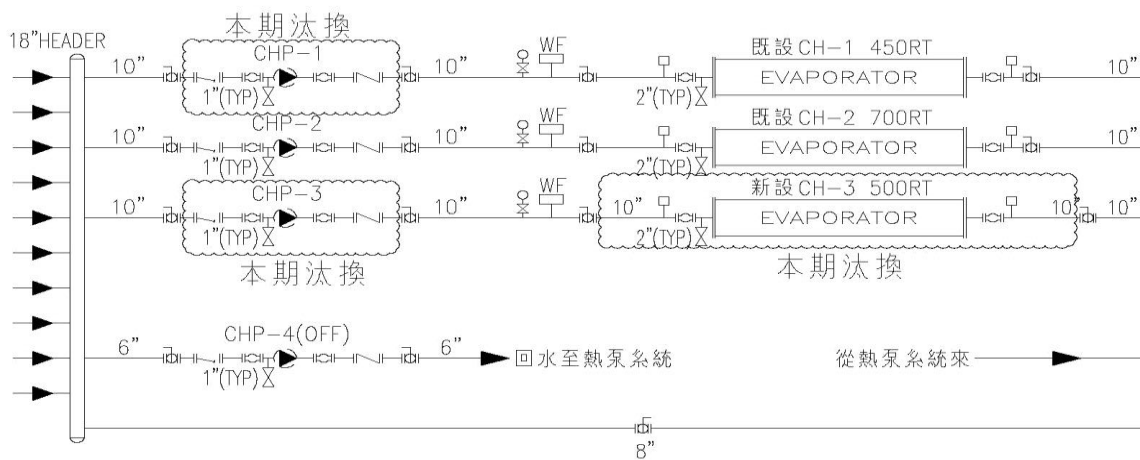 本期汰換
18"HEADER
CHP-1
WF
既設CH-1 450RT
10"
10"
EVAPORATOR
10"
1"(TYP)
2"(TYP)
CHP-2
WF
既設CH-2 700RT
10"
10"
EVAPORATOR
10"
1"(TYP)
2"(TYP)
CHP-3
WF
新設CH-3 500RT
10"
10"
10"
EVAPORATOR
10"
10"
1"(TYP)
2"(TYP)
本期汰換
本期汰換
CHP-4(OFF)
6"
6"
回水至熱泵系統
從熱泵系統來
1"(TYP)
8"